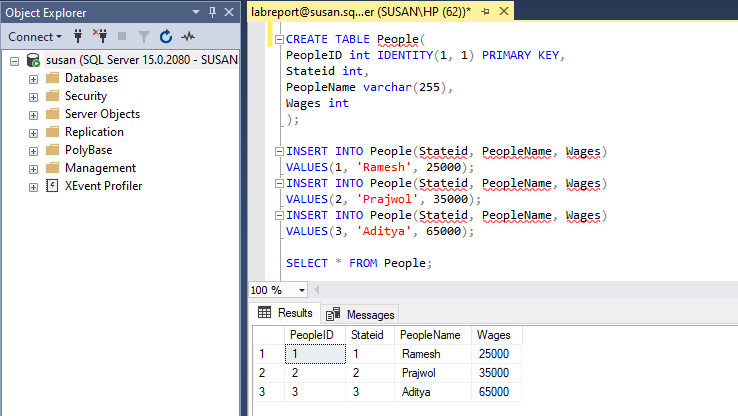 Object Explorer
Connect
susan (SQL Server 15.0.2080 - SUSAN
Databases
Security
Server Objects
Replication
PolyBase
Management
XEvent Profiler
labreport@susan.sq...er (SUSAN\HP (62))*
CREATE TABLE People(
PeopleID int IDENTITY(1, 1) PRIMARY KEY,
Stateid int,
PeopleName varchar(255),
Wages int
);
INSERT INTO People(Stateid, PeopleName, Wages)
VALUES(1, 'Ramesh', 25000);
INSERT INTO People(Stateid, PeopleName, Wages)
VALUES(2, 'Prajwol', 35000);
INSERT INTO People(Stateid, PeopleName, Wages)
VALUES(3, 'Aditya', 65000);
SELECT * FROM People;
100 %
Results Messages
PeopleID Stateid PeopleName Wages
1 1 1 Ramesh 25000
2 2 2 Prajwol 35000
3 3 3 Aditya 65000